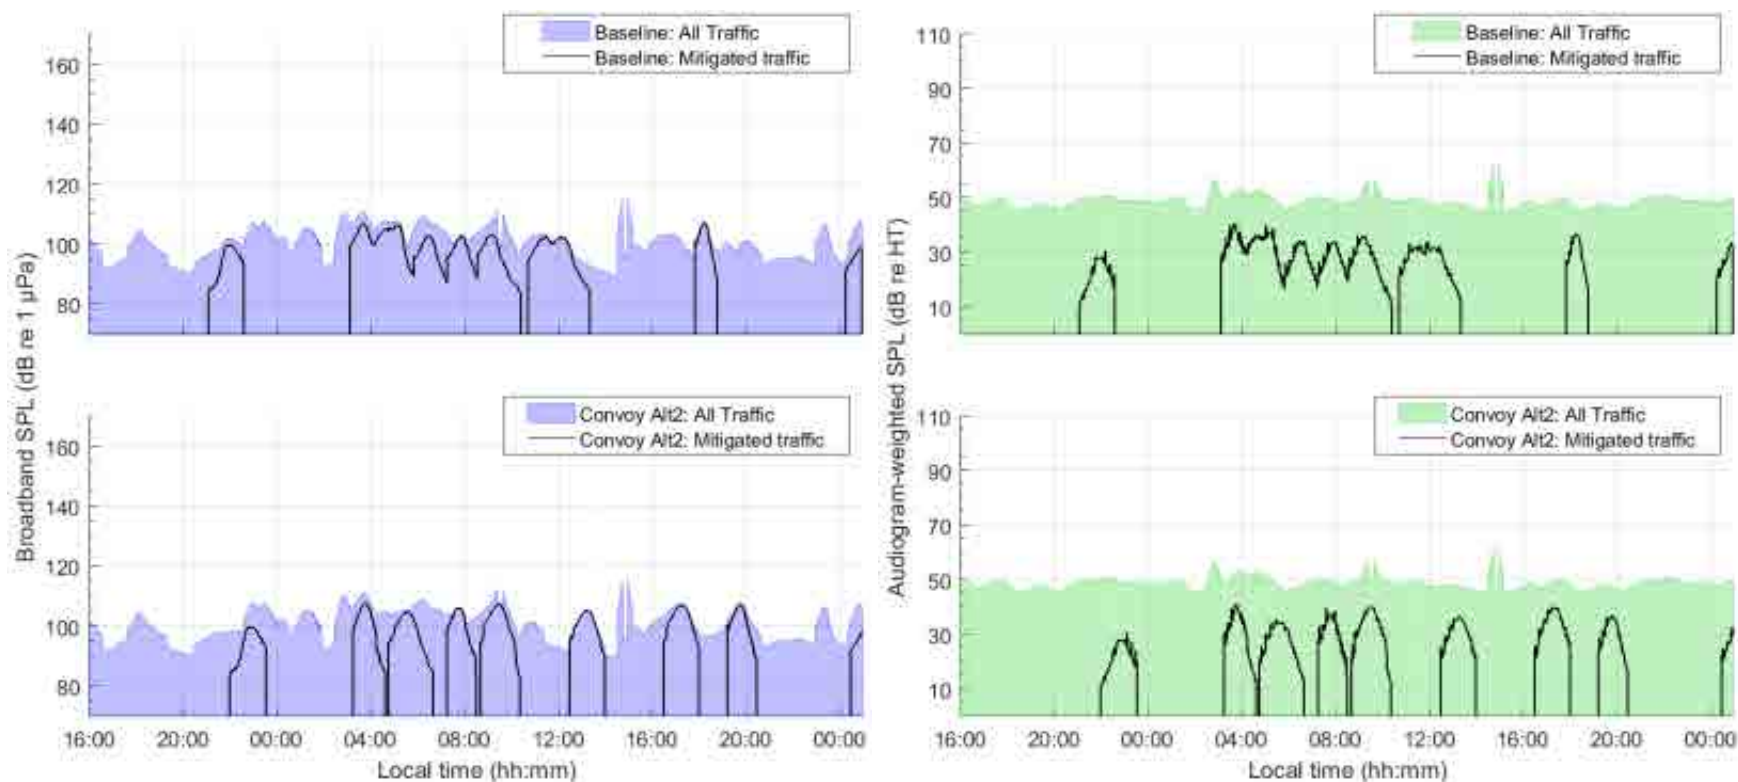 Baseline: All Traffic
Baseline: Mitigated traffic
160
140
120
100
80
Baseline: All Traffic
Baseline: Mitigated traffic
110
90
70
50
30
10
Broadband SPL (dB re 1 µPa)
Audiogram-weighted SPL (dB re HT)
Convoy Alt2: All Traffic
Convoy Alt2: Mitigated traffic
160
140
120
100
80
16:00 20:00 00:00 04:00 08:00 12:00 16:00 20:00 00:00
Local time (hh:mm)
Convoy Alt2: All Traffic
Convoy Alt2: Mitigated traffic
110
90
70
50
30
10
16:00 20:00 00:00 04:00 08:00 12:00 16:00 20:00 00:00
Local time (hh:mm)